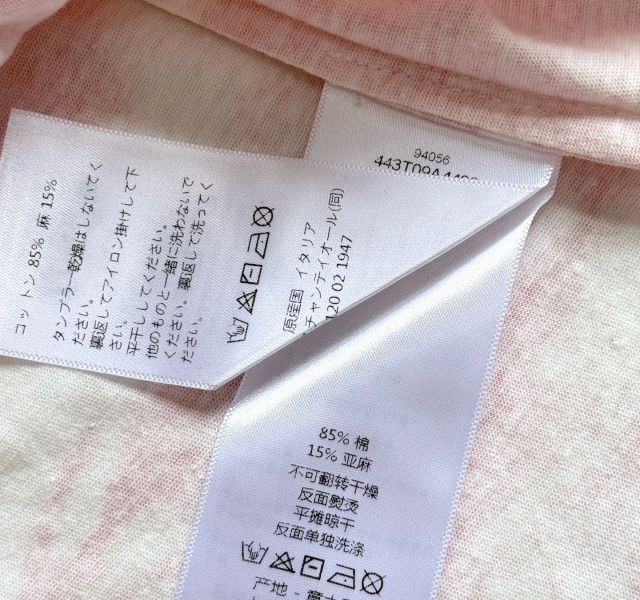 94056
443T09A4
コットン 85% 麻 15%
タンブラー乾燥はしないでく
ださい。
裏返してアイロン掛けして下
さい。
平干ししてください。
他のものと一緒に洗わないで
ください。裏返して洗ってく
ださい。
原産国 イタリア
チャンディオール(同)
120 02 1947
85% 棉
15% 亚麻
不可翻转干燥
反面熨烫
平摊晾干
反面单独洗涤
产地 -